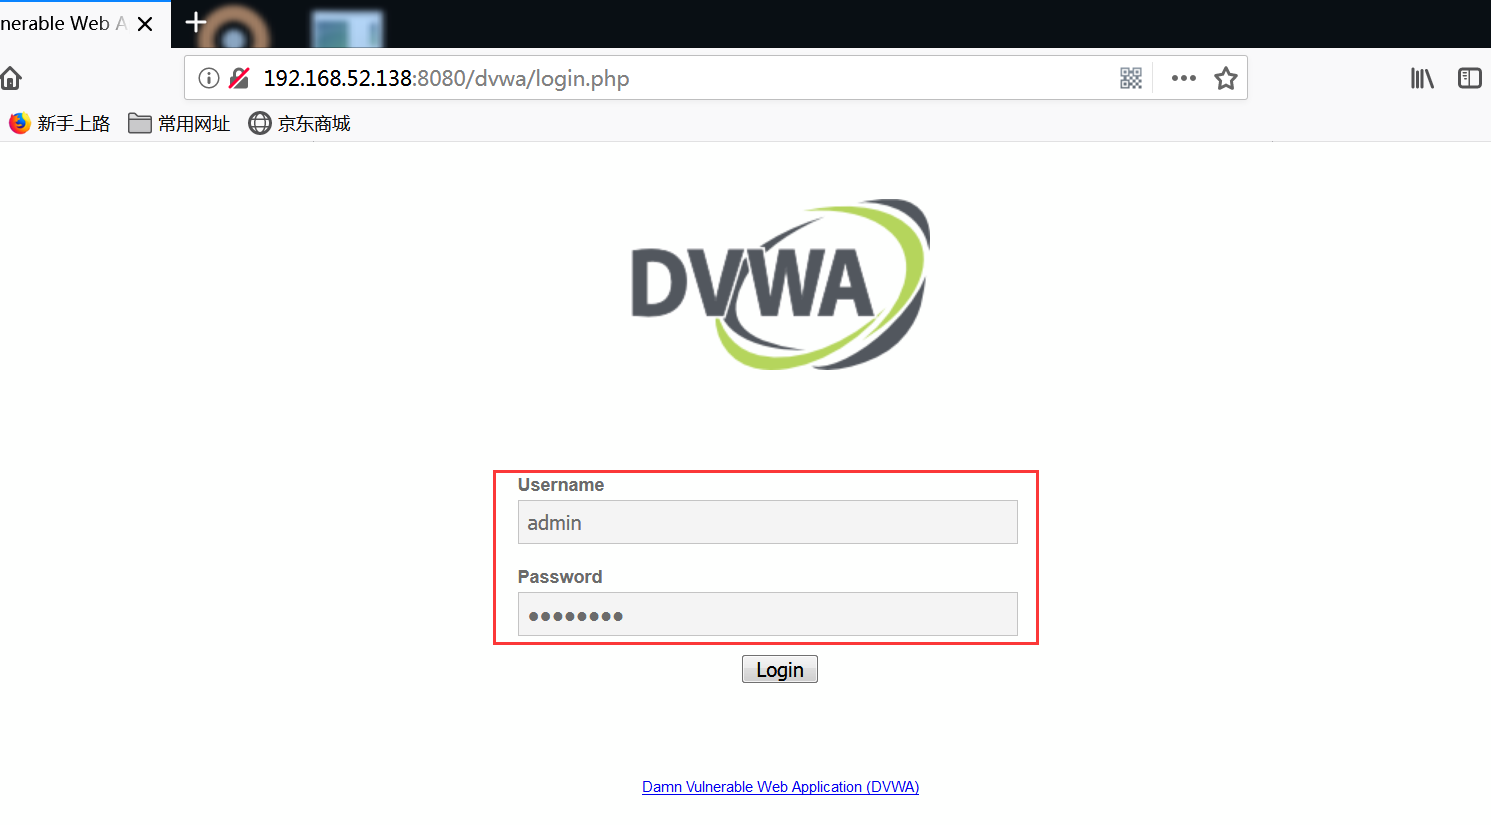 nerable Web A
192.168.52.138:8080/dvwa/login.php
新手上路 常用网址 京东商城
DVWA
Username
admin
Password
••••••••
Login
Damn Vulnerable Web Application (DVWA)